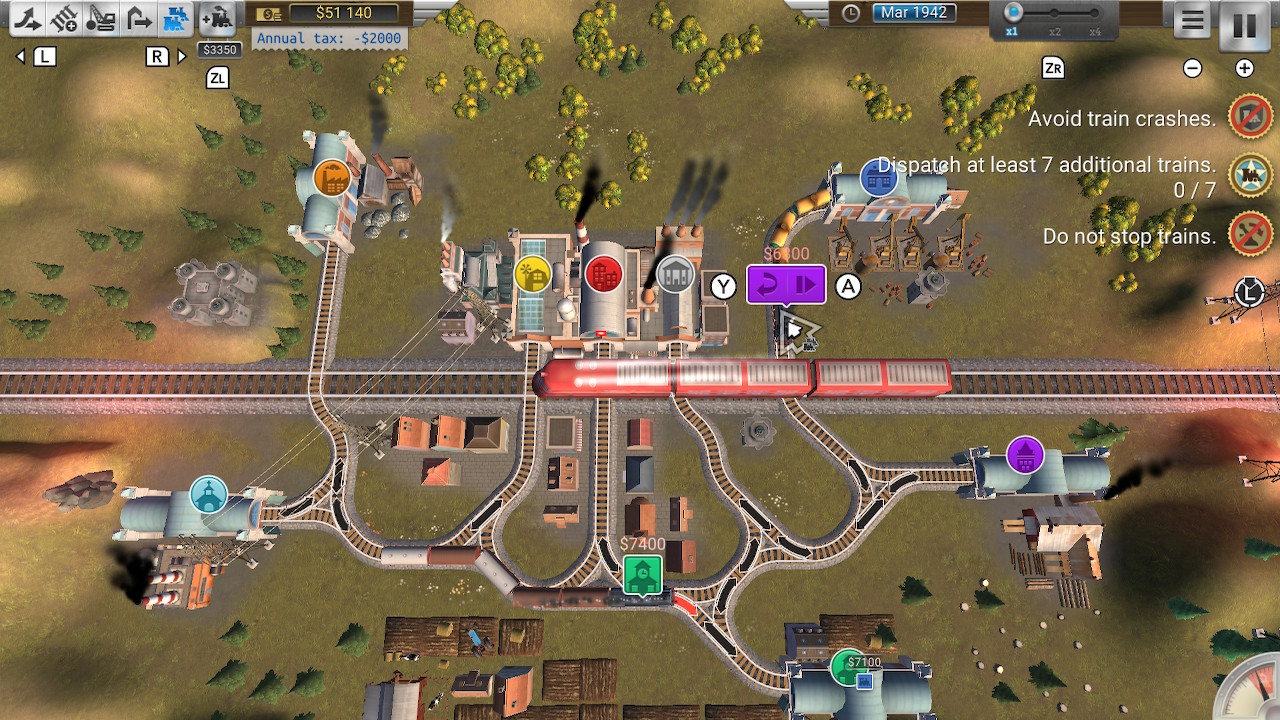 $51 140
Mar 1942
Annual tax: -$2000
x1 x2 x4
L
R
$3350
ZL
ZR
Avoid train crashes.
Dispatch at least 7 additional trains.
0 / 7
Do not stop trains.
$6800
Y
A
L
$7400
$7100